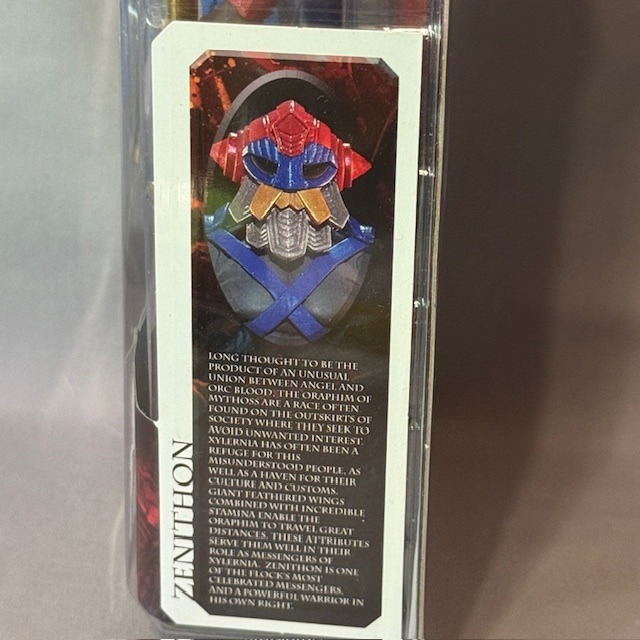 LONG THOUGHT TO BE THE
PRODUCT OF AN UNUSUAL
UNION BETWEEN ANGEL AND
ORC BLOOD, THE ORAPHIM OF
MYTHOSS ARE A RACE OFTEN
FOUND ON THE OUTSKIRTS OF
SOCIETY WHERE THEY SEEK TO
AVOID UNWANTED INTEREST.
XYLERNIA HAS OFTEN BEEN A
REFUGE FOR THIS
MISUNDERSTOOD PEOPLE, AS
WELL AS A HAVEN FOR THEIR
CULTURE AND CUSTOMS.
GIANT FEATHERED WINGS
COMBINED WITH INCREDIBLE
STAMINA ENABLE THE
ORAPHIM TO TRAVEL GREAT
DISTANCES. THESE ATTRIBUTES
SERVE THEM WELL IN THEIR
ROLE AS MESSENGERS OF
XYLERNIA. ZENITHON IS ONE
OF THE FLOCK'S MOST
CELEBRATED MESSENGERS,
AND A POWERFUL WARRIOR IN
HIS OWN RIGHT.
ZENITHON